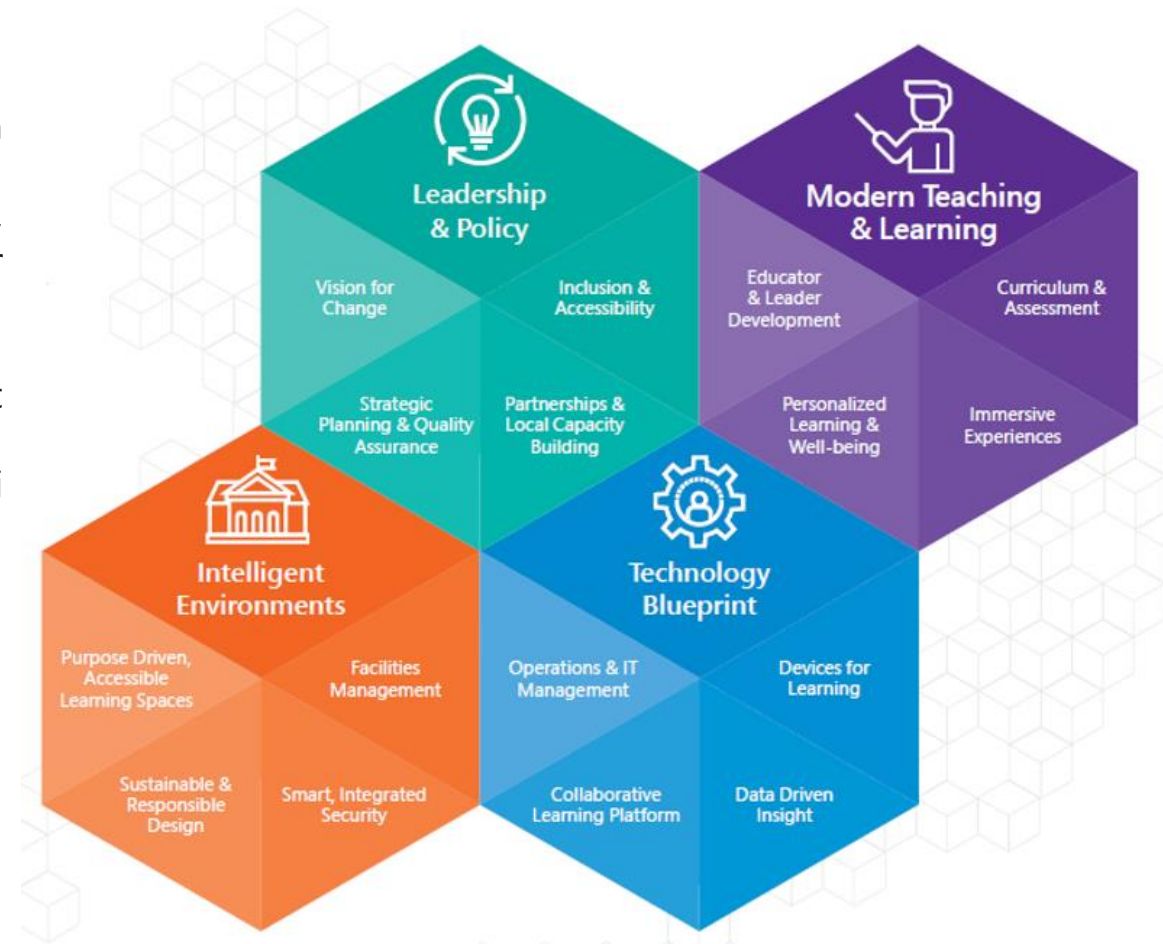 Leadership
& Policy
Vision for
Change
Inclusion &
Accessibility
Strategic
Planning & Quality
Assurance
Partnerships &
Local Capacity
Building
Modern Teaching
& Learning
Educator
& Leader
Development
Curriculum &
Assessment
Personalized
Learning &
Well-being
Immersive
Experiences
Intelligent
Environments
Purpose Driven,
Accessible
Learning Spaces
Facilities
Management
Sustainable &
Responsible
Design
Smart, Integrated
Security
Technology
Blueprint
Operations & IT
Management
Devices for
Learning
Collaborative
Learning Platform
Data Driven
Insight